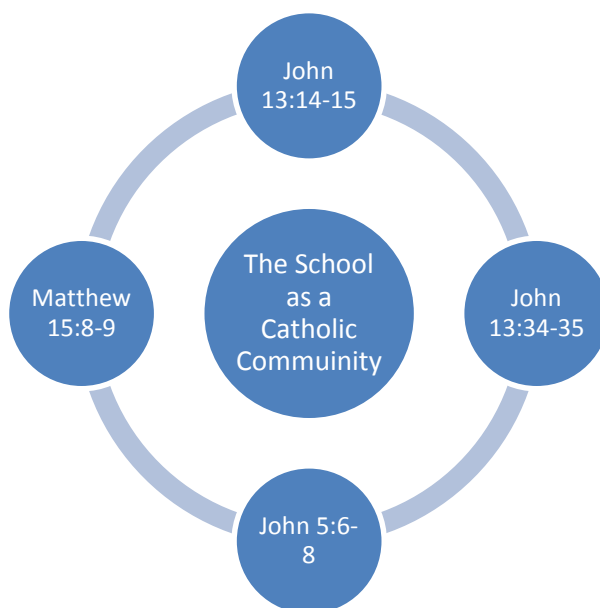 John
13:14-15
Matthew
15:8-9
The School
as a
Catholic
Commuinity
John
13:34-35
John 5:6-
8